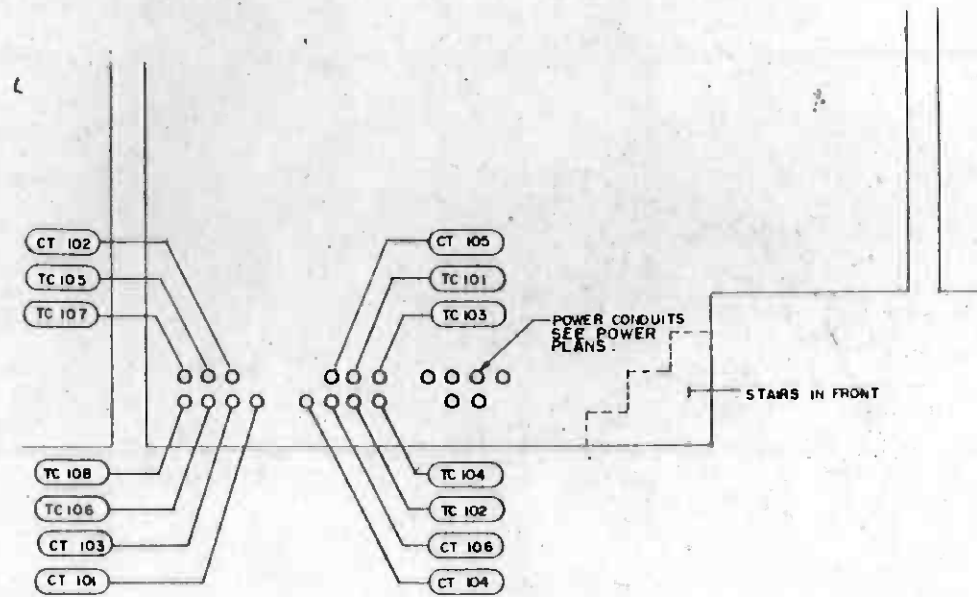 CT 102
TC 105
TC 107
CT 105
TC 101
TC 103
POWER CONDUITS
SEE POWER
PLANS.
STAIRS IN FRONT
TC 108
TC 106
CT 103
CT 101
TC 104
TC 102
CT 106
CT 104